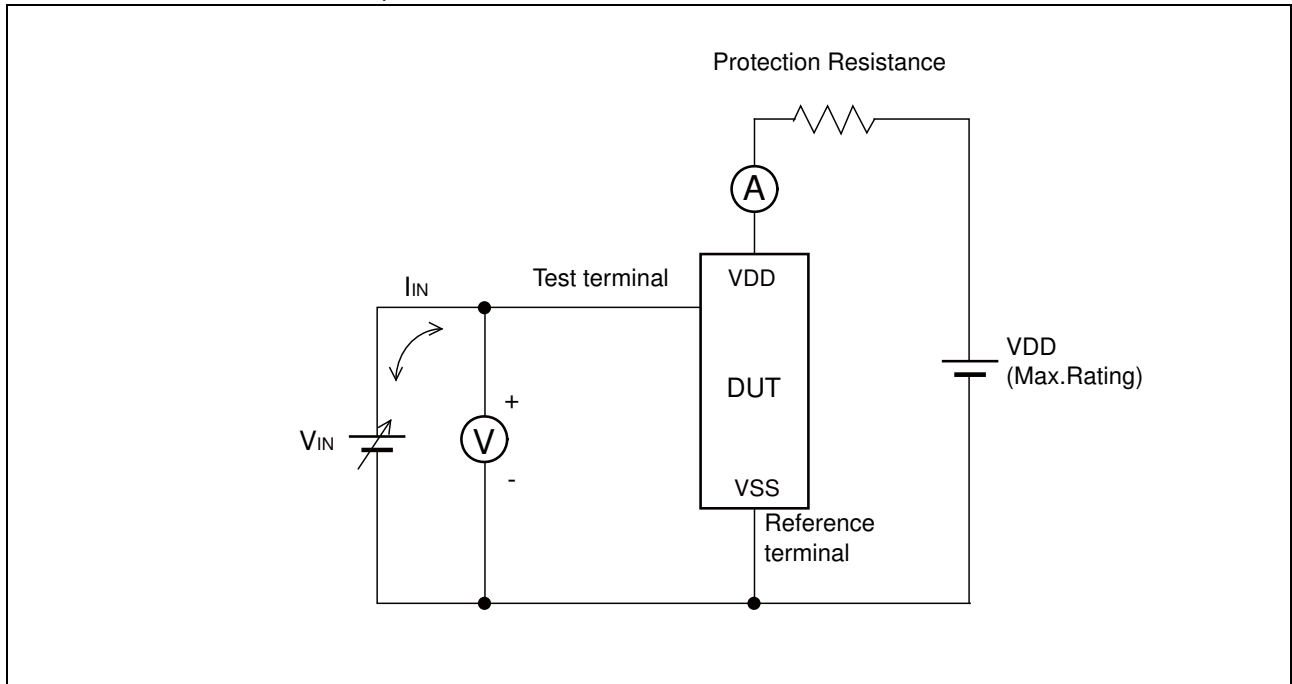 Protection Resistance
A
VDD
Test terminal
IIN
VDD
(Max.Rating)
DUT
+
VIN
V
-
VSS
Reference
terminal